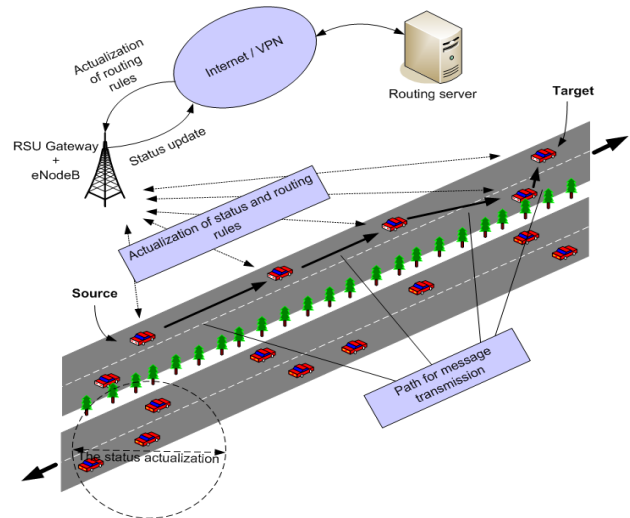 Actualization
of routing
rules
Internet / VPN
Routing server
Target
RSU Gateway
+
eNodeB
Status update
Actualization of status and routing
rules
Source
Path for message
transmission
The status actualization